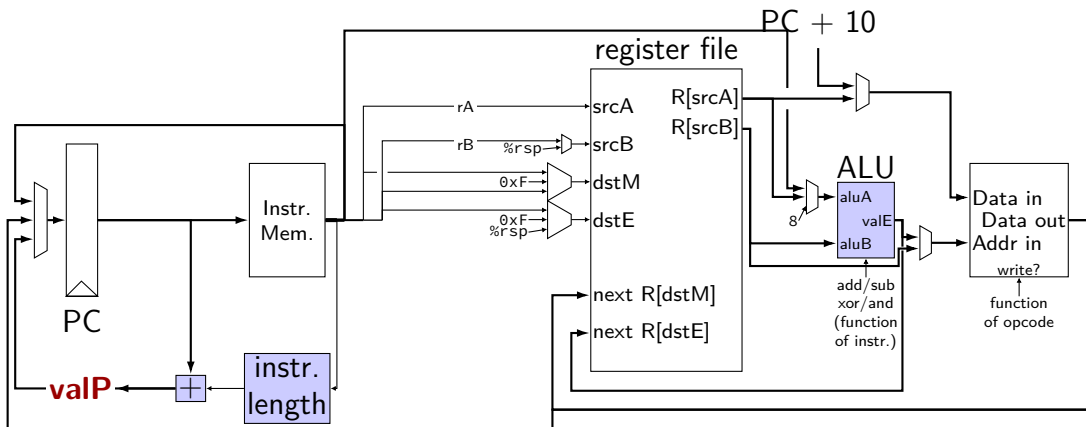 PC + 10
register file
rA
srcA
R[srcA]
R[srcB]
rB
%rsp
srcB
ALU
Instr.
Mem.
0xF
dstM
8
aluA
valE
aluB
Data in
Data out
Addr in
write?
0xF
%rsp
dstE
PC
next R[dstM]
next R[dstE]
add/sub
xor/and
(function
of instr.)
function
of opcode
valP
+
instr.
length